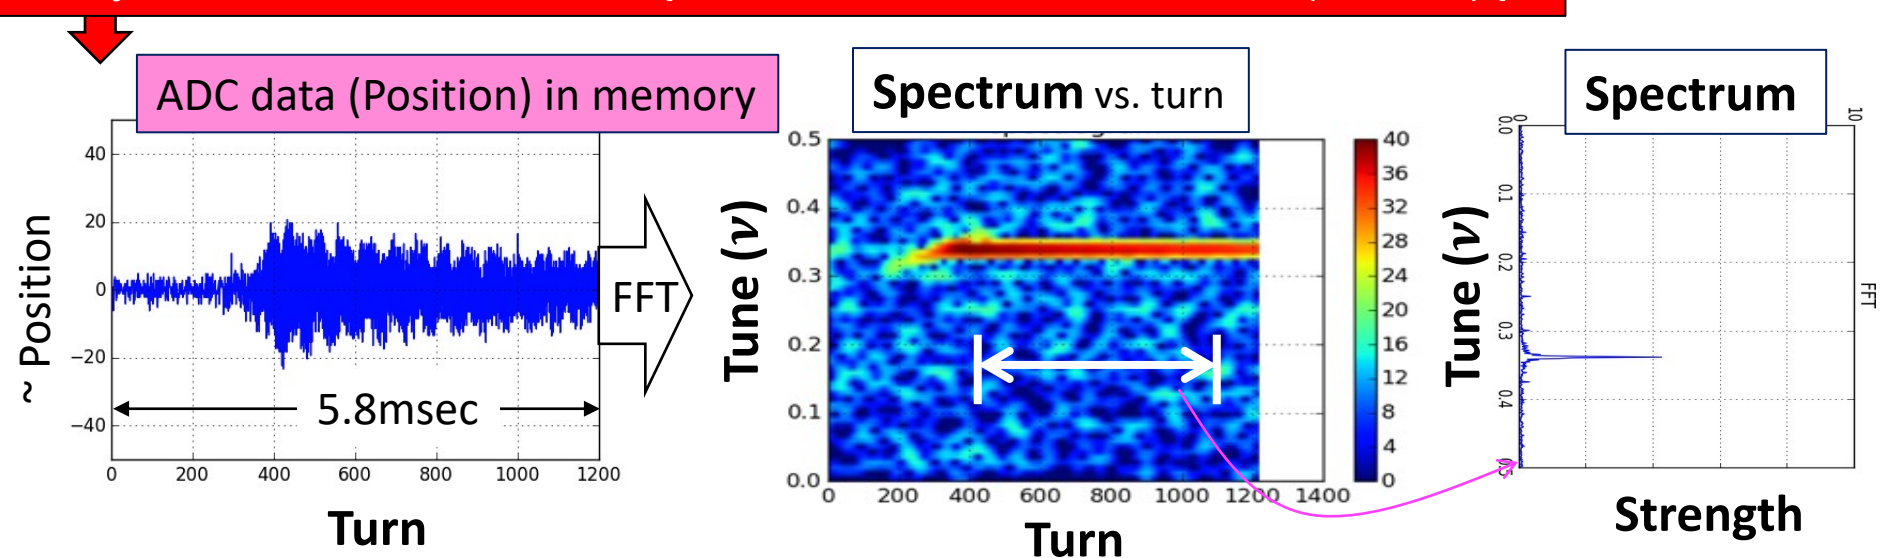 ADC data (Position) in memory
~ Position
40
20
0
−20
−40
5.8msec
0 200 400 600 800 1000 1200
Turn
FFT
Spectrum vs. turn
Tune (ν)
0.5
0.4
0.3
0.2
0.1
0.0
0 200 400 600 800 1000 1200 1400
Turn
40
36
32
28
24
20
16
12
8
4
0
Spectrum
0 10
Tune (ν)
0.0
0.1
0.2
0.3
0.4
0.5
FFT
Strength